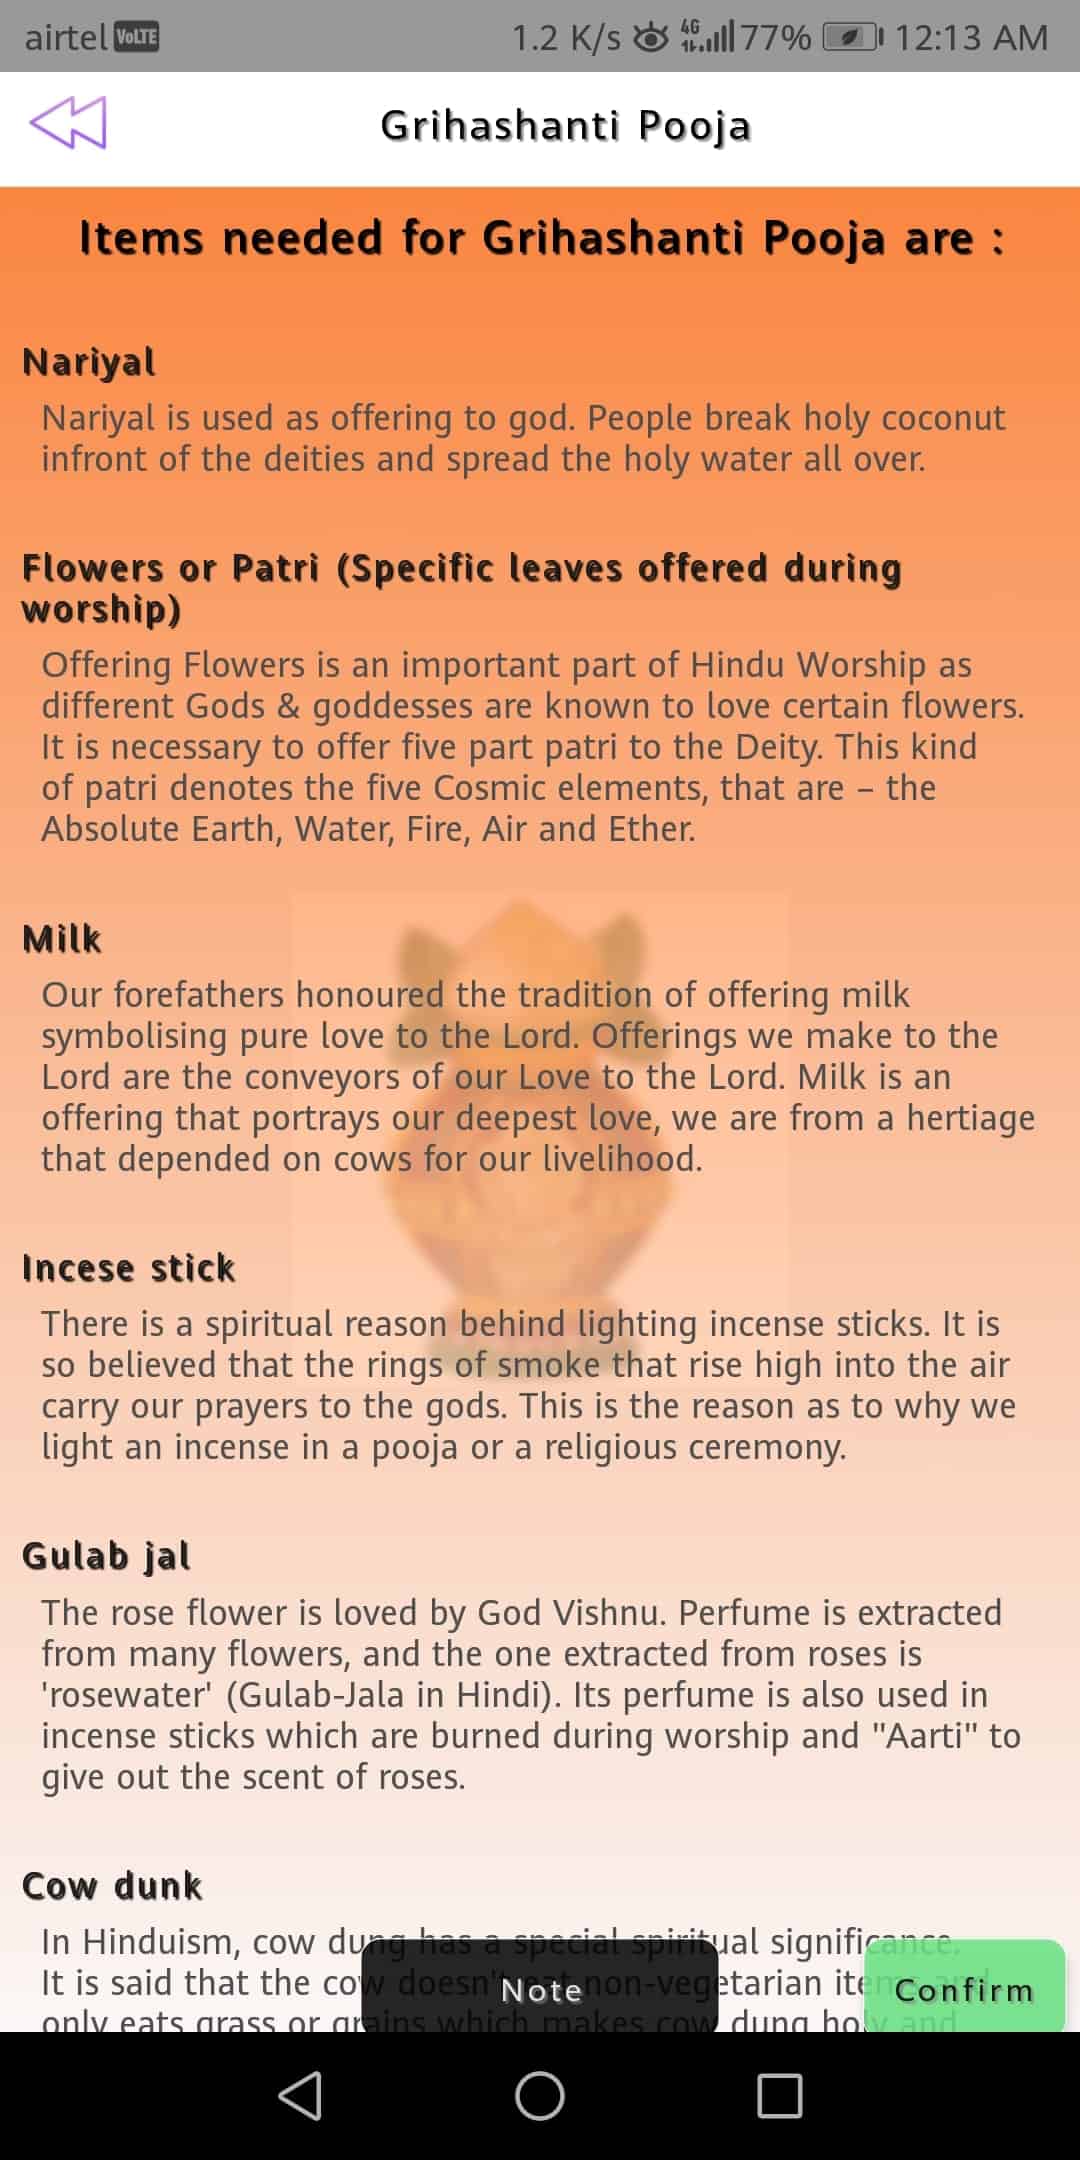 airtel VoLTE 1.2 K/s 4G 77% 12:13 AM
Grihashanti Pooja
Items needed for Grihashanti Pooja are :
Nariyal
Nariyal is used as offering to god. People break holy coconut
infront of the deities and spread the holy water all over.
Flowers or Patri (Specific leaves offered during
worship)
Offering Flowers is an important part of Hindu Worship as
different Gods & goddesses are known to love certain flowers.
It is necessary to offer five part patri to the Deity. This kind
of patri denotes the five Cosmic elements, that are – the
Absolute Earth, Water, Fire, Air and Ether.
Milk
Our forefathers honoured the tradition of offering milk
symbolising pure love to the Lord. Offerings we make to the
Lord are the conveyors of our Love to the Lord. Milk is an
offering that portrays our deepest love, we are from a hertiage
that depended on cows for our livelihood.
Incese stick
There is a spiritual reason behind lighting incense sticks. It is
so believed that the rings of smoke that rise high into the air
carry our prayers to the gods. This is the reason as to why we
light an incense in a pooja or a religious ceremony.
Gulab jal
The rose flower is loved by God Vishnu. Perfume is extracted
from many flowers, and the one extracted from roses is
'rosewater' (Gulab-Jala in Hindi). Its perfume is also used in
incense sticks which are burned during worship and "Aarti" to
give out the scent of roses.
Cow dunk
In Hinduism, cow dung has a special spiritual significance.
It is said that the cow doesn't eat non-vegetarian items and
only eats grass or grains which makes cow dung holy and
Note
Confirm